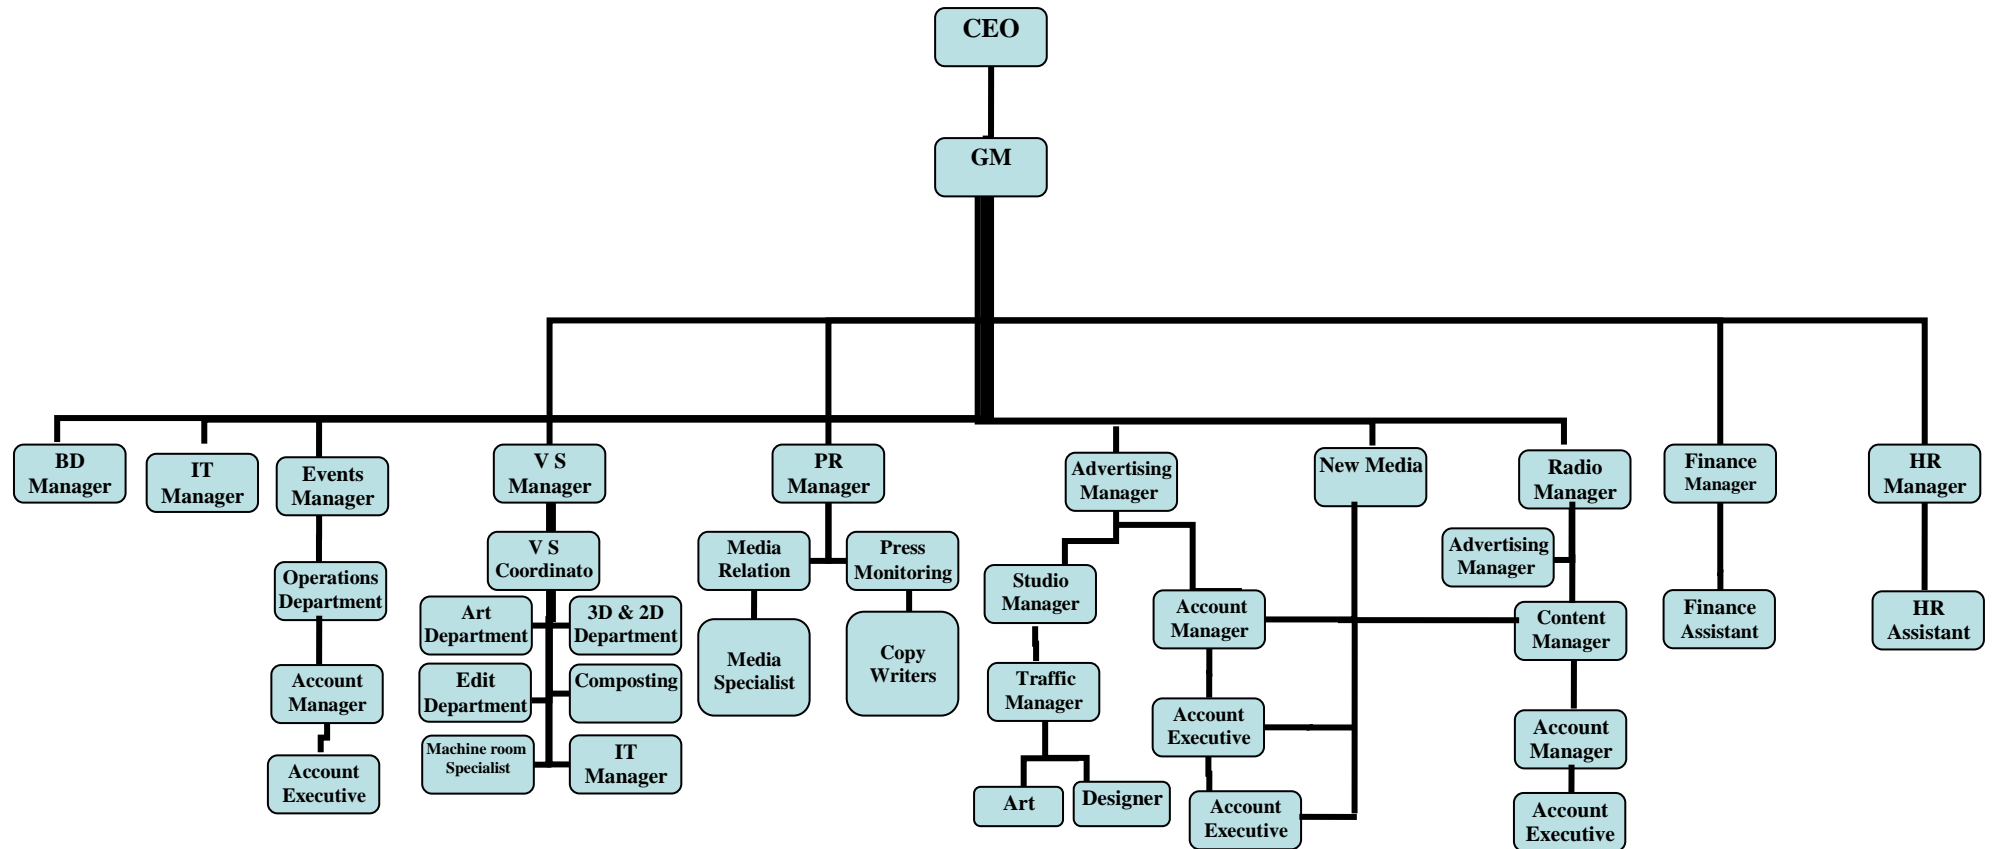 CEO
GM
BD
Manager
IT
Manager
Events
Manager
V S
Manager
PR
Manager
Advertising
Manager
New Media
Radio
Manager
Finance
Manager
HR
Manager
Operations
Department
Account
Manager
Account
Executive
V S
Coordinato
Art
Department
3D & 2D
Department
Edit
Department
Composting
Machine room
Specialist
IT
Manager
Media
Relation
Press
Monitoring
Media
Specialist
Copy
Writers
Studio
Manager
Traffic
Manager
Art
Designer
Account
Manager
Account
Executive
Account
Executive
Advertising
Manager
Content
Manager
Account
Manager
Account
Executive
Finance
Assistant
HR
Assistant